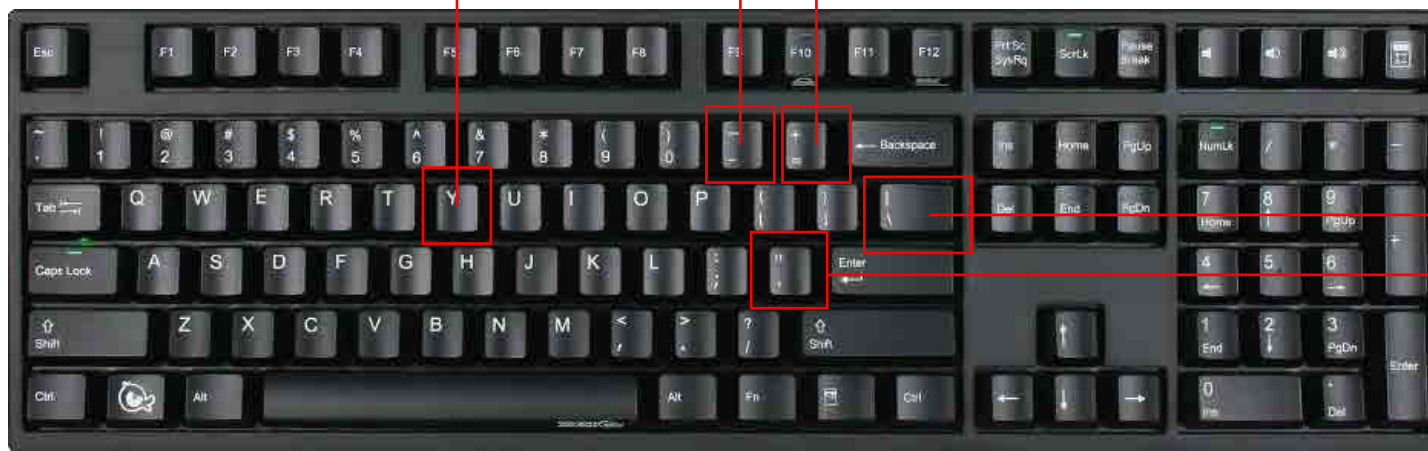 Esc F1 F2 F3 F4 F5 F6 F7 F8 F9 F10 F11 F12 Prt Sc ScrLk Pause
SysRq Break
~ ! @ # $ % ^ & * ( ) — +
1 2 3 4 5 6 7 8 9 0 - = Backspace Ins Home PgUp NumLk / * -
Tab Q W E R T Y U I O P { } | Del End PgDn 7 8 9 +
[ ] \ Home ↑ PgUp
Caps Lock A S D F G H J K L : " Enter 4 5 6
; ' ← →
Shift Z X C V B N M < > ? Shift ↑ 1 2 3 Enter
, . / End ↓ PgDn
Ctrl Alt Alt Fn Ctrl ← ↓ → 0 .
Ins Del